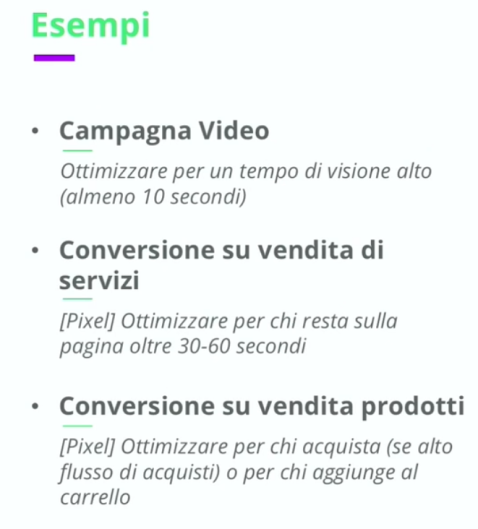 Esempi
• Campagna Video
Ottimizzare per un tempo di visione alto
(almeno 10 secondi)
• Conversione su vendita di
servizi
[Pixel] Ottimizzare per chi resta sulla
pagina oltre 30-60 secondi
• Conversione su vendita prodotti
[Pixel] Ottimizzare per chi acquista (se alto
flusso di acquisti) o per chi aggiunge al
carrello